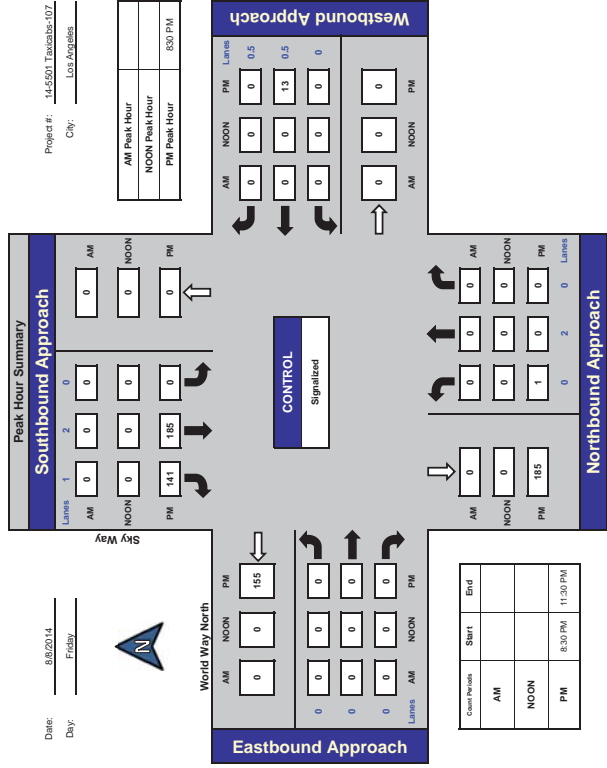 Peak Hour Summary
Southbound Approach
Date: 8/8/2014
Day: Friday
Project #: 14-5501 Taxicabs-107
City: Los Angeles
N
Sky Way
World Way North
AM Peak Hour
NOON Peak Hour
PM Peak Hour 830 PM
Lanes 1 2 0
AM 0 0 0 0 AM
NOON 0 0 0 0 NOON
PM 141 185 0 0 PM
Westbound Approach
AM NOON PM Lanes
0 0 0 0.5
0 0 13 0.5
0 0 0 0
0 0 0
AM NOON PM
CONTROL
Signalized
Eastbound Approach
AM NOON PM
0 0 155
0 0 0 0
0 0 0 0
0 0 0 0
Lanes AM NOON PM
AM 0 0 0 0 AM
NOON 0 0 0 0 NOON
PM 185 1 0 0 PM
0 2 0 Lanes
Northbound Approach
Count Periods Start End
AM
NOON
PM 8:30 PM 11:30 PM